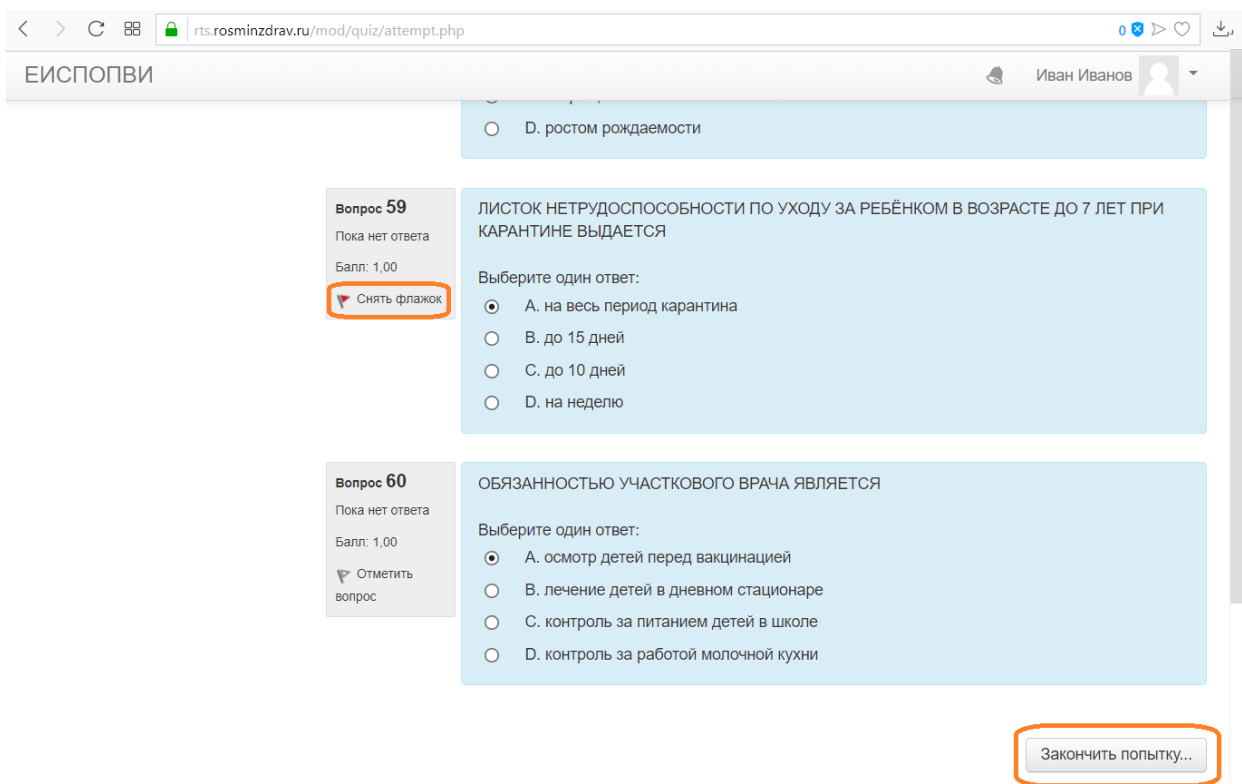 rts.rosminzdrav.ru/mod/quiz/attempt.php
0
ЕИСПОПВИ
Иван Иванов
D. ростом рождаемости
Вопрос 59
Пока нет ответа
Балл: 1,00
Снять флажок
ЛИСТОК НЕТРУДОСПОСОБНОСТИ ПО УХОДУ ЗА РЕБЁНКОМ В ВОЗРАСТЕ ДО 7 ЛЕТ ПРИ
КАРАНТИНЕ ВЫДАЕТСЯ
Выберите один ответ:
A. на весь период карантина
B. до 15 дней
C. до 10 дней
D. на неделю
Вопрос 60
Пока нет ответа
Балл: 1,00
Отметить
вопрос
ОБЯЗАННОСТЬЮ УЧАСТКОВОГО ВРАЧА ЯВЛЯЕТСЯ
Выберите один ответ:
A. осмотр детей перед вакцинацией
B. лечение детей в дневном стационаре
C. контроль за питанием детей в школе
D. контроль за работой молочной кухни
Закончить попытку...